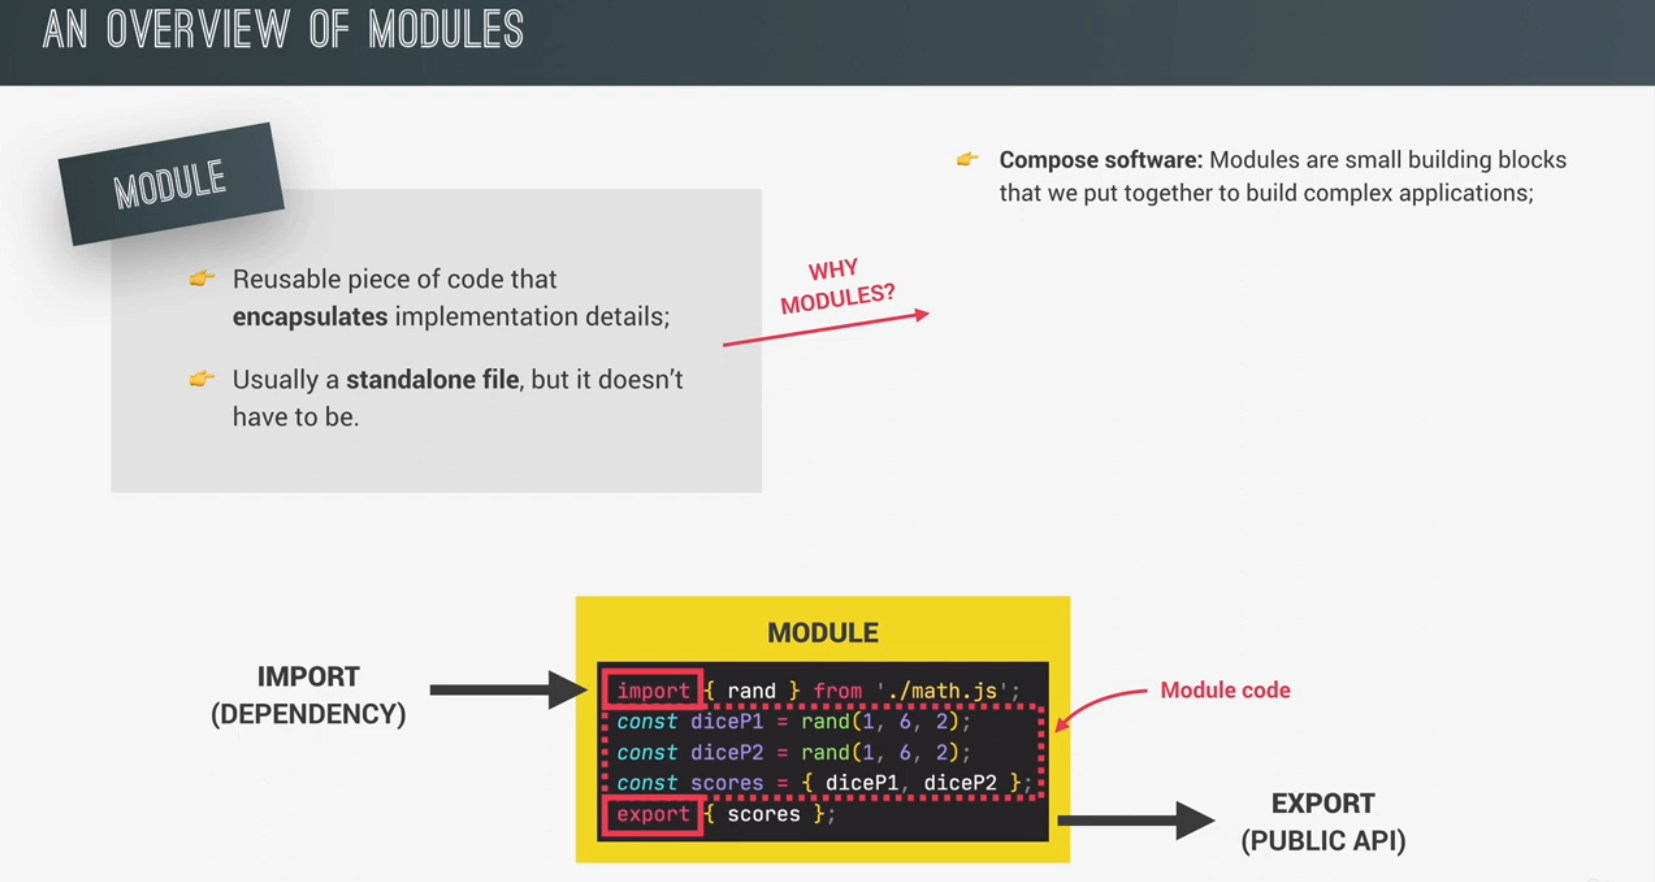 AN OVERVIEW OF MODULES
MODULE
Reusable piece of code that
encapsulates implementation details;
Usually a standalone file, but it doesn’t
have to be.
WHY
MODULES?
Compose software: Modules are small building blocks
that we put together to build complex applications;
IMPORT
(DEPENDENCY)
MODULE
import { rand } from './math.js';
const diceP1 = rand(1, 6, 2);
const diceP2 = rand(1, 6, 2);
const scores = { diceP1, diceP2 };
export { scores };
Module code
EXPORT
(PUBLIC API)